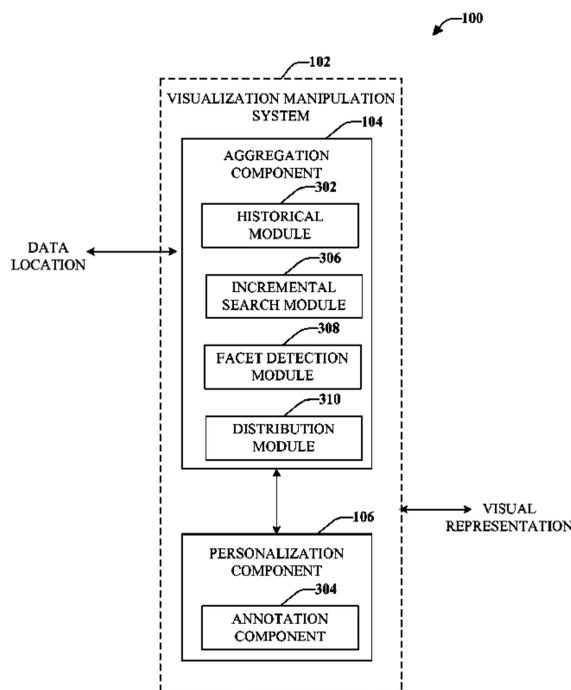 100
102
VISUALIZATION MANIPULATION
SYSTEM
104
AGGREGATION
COMPONENT
302
HISTORICAL
MODULE
DATA
LOCATION
306
INCREMENTAL
SEARCH MODULE
308
FACET DETECTION
MODULE
310
DISTRIBUTION
MODULE
VISUAL
REPRESENTATION
106
PERSONALIZATION
COMPONENT
304
ANNOTATION
COMPONENT